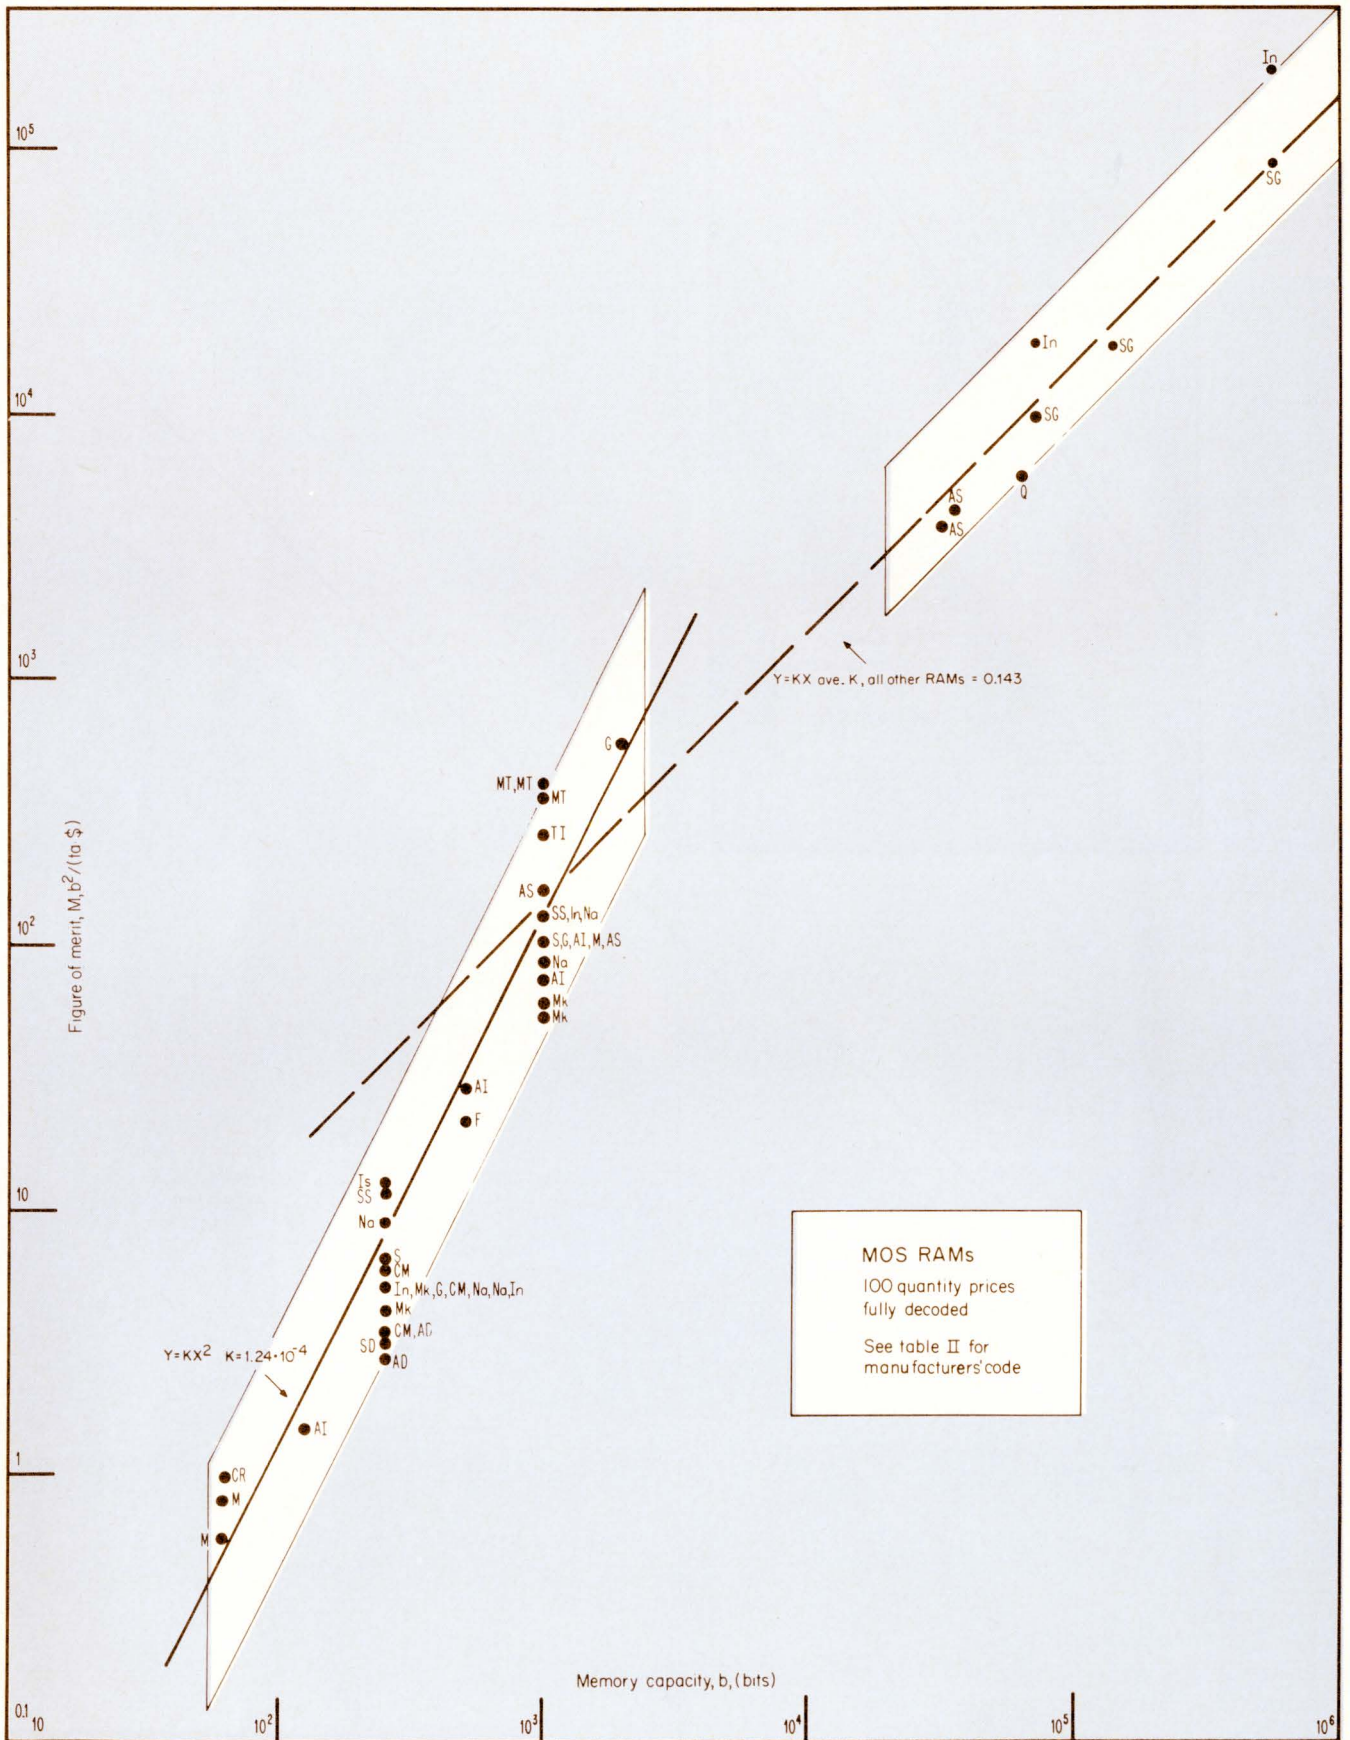 In
10⁵
SG
In
SG
10⁴
SG
Q
AS
AS
10³
Y=KX ave. K, all other RAMs = 0.143
G
MT,MT
MT
TI
Figure of merit, M,b²/(ta·$)
AS
SS,In,Na
10²
S,G,AI,M,AS
Na
AI
Mk
Mk
AI
F
Is
SS
10
Na
S
CM
In,Mk,G,CM,Na,Na,In
Mk
CM,AD
SD
AD
Y=KX² K=1.24·10⁻⁴
MOS RAMs
100 quantity prices
fully decoded
See table II for
manufacturers' code
AI
1
CR
M
M
Memory capacity, b, (bits)
0.1
10
10²
10³
10⁴
10⁵
10⁶